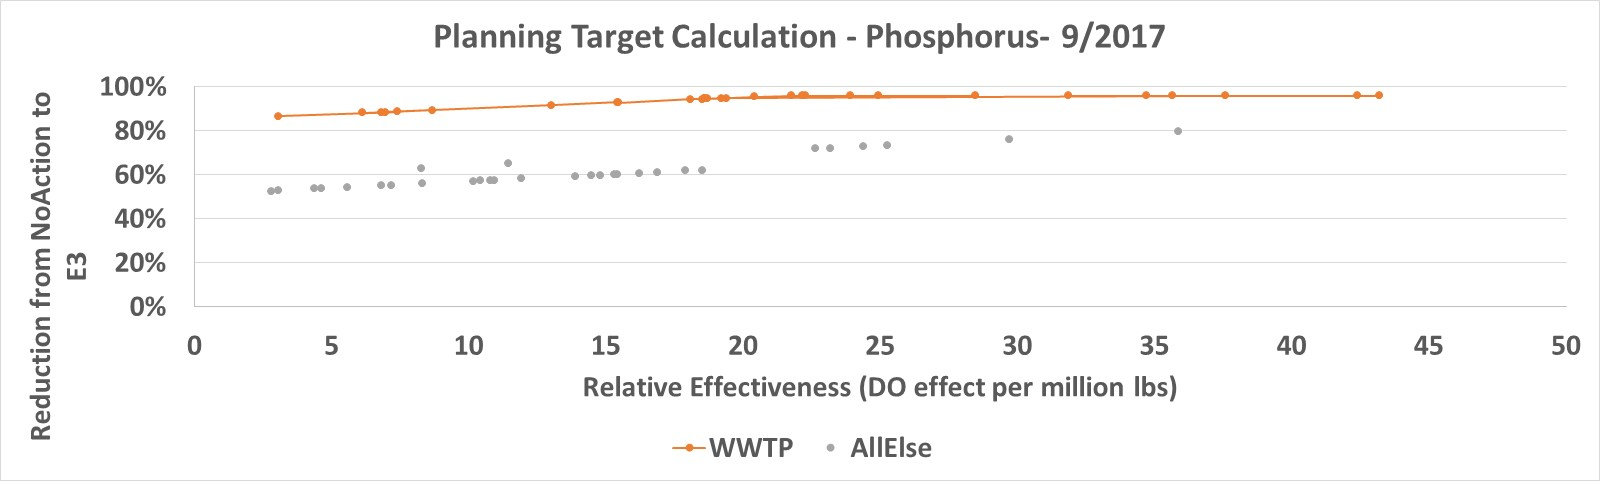 Planning Target Calculation - Phosphorus- 9/2017
Reduction from NoAction to
E3
100%
80%
60%
40%
20%
0%
0 5 10 15 20 25 30 35 40 45 50
Relative Effectiveness (DO effect per million lbs)
WWTP AllElse